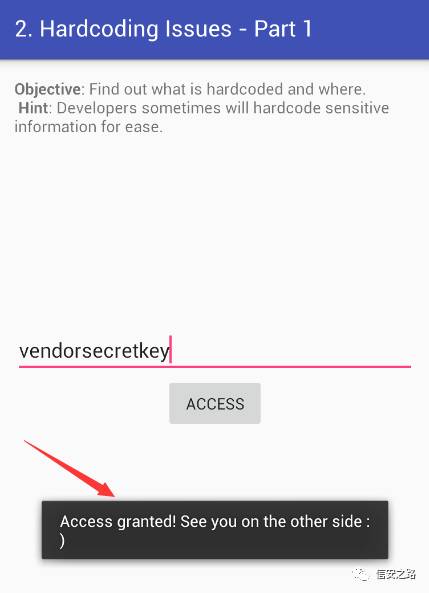 2. Hardcoding Issues - Part 1
Objective: Find out what is hardcoded and where.
Hint: Developers sometimes will hardcode sensitive
information for ease.
vendorsecretkey
ACCESS
Access granted! See you on the other side :
)
信安之路